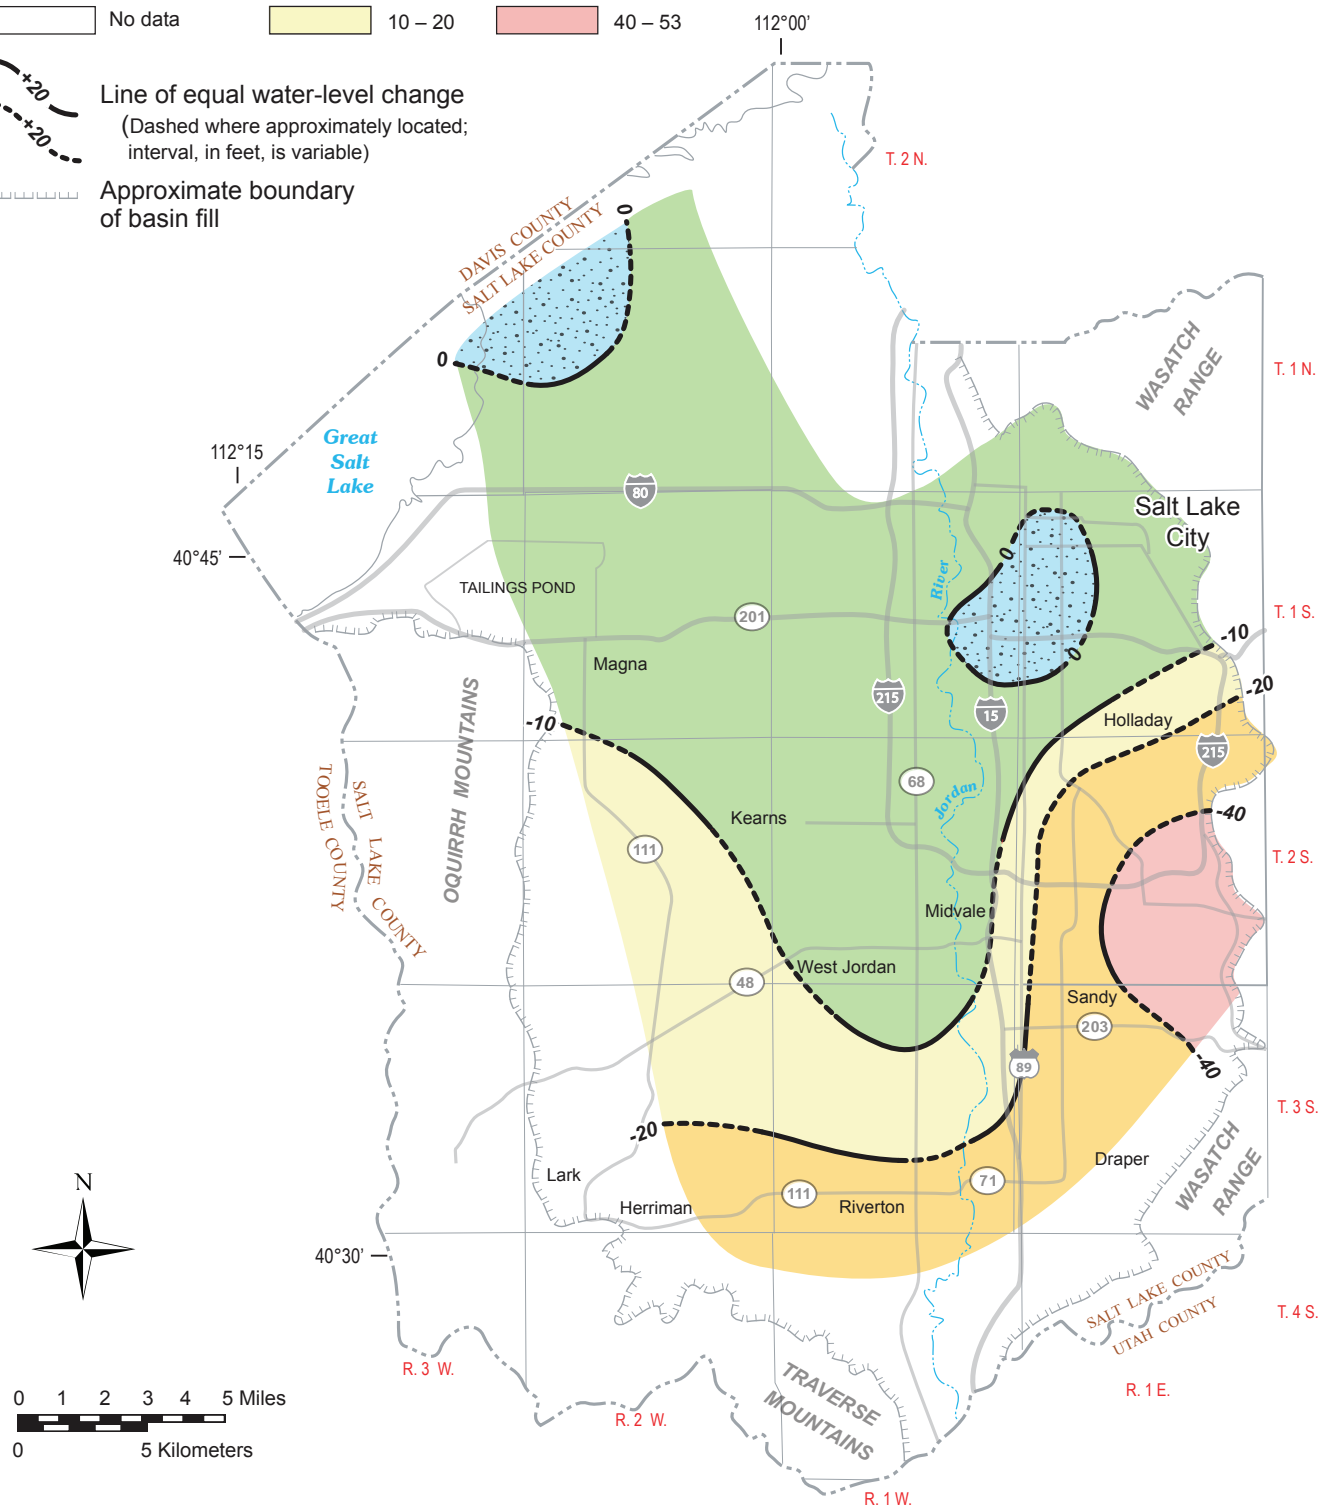 No data
10 – 20
40 – 53
112°00’
+20
Line of equal water-level change
+20
(Dashed where approximately located;
interval, in feet, is variable)
T. 2 N.
Approximate boundary
of basin fill
0
DAVIS COUNTY
SALT LAKE COUNTY
WASATCH
RANGE
0
T. 1 N.
Great
Salt
Lake
112°15
80
Salt Lake
City
40°45’
0
TAILINGS POND
River
201
T. 1 S.
-10
0
Magna
-20
215
15
Holladay
-10
OQUIRRH MOUNTAINS
215
68
TOOELE COUNTY
SALT LAKE COUNTY
Jordan
Kearns
-40
111
T. 2 S.
Midvale
West Jordan
48
Sandy
203
89
-40
T. 3 S.
-20
Draper
WASATCH
RANGE
Lark
71
111
Herriman
Riverton
N
40°30’
SALT LAKE COUNTY
UTAH COUNTY
T. 4 S.
R. 3 W.
TRAVERSE
MOUNTAINS
R. 1 E.
0 1 2 3 4 5 Miles
R. 2 W.
0 5 Kilometers
R. 1 W.